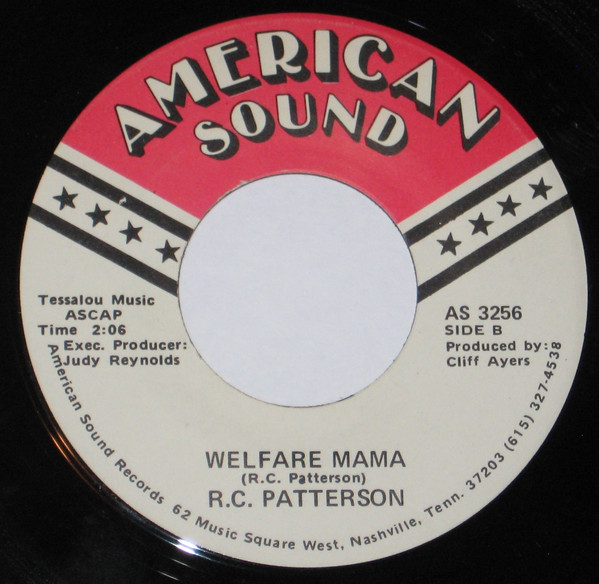 AMERICAN
SOUND
Tessalou Music
ASCAP
Time 2:06
Exec. Producer:
Judy Reynolds
AS 3256
SIDE B
Produced by:
Cliff Ayers
WELFARE MAMA
(R.C. Patterson)
R.C. PATTERSON
American Sound Records 62 Music Square West, Nashville, Tenn. 37203 (615) 327-4538